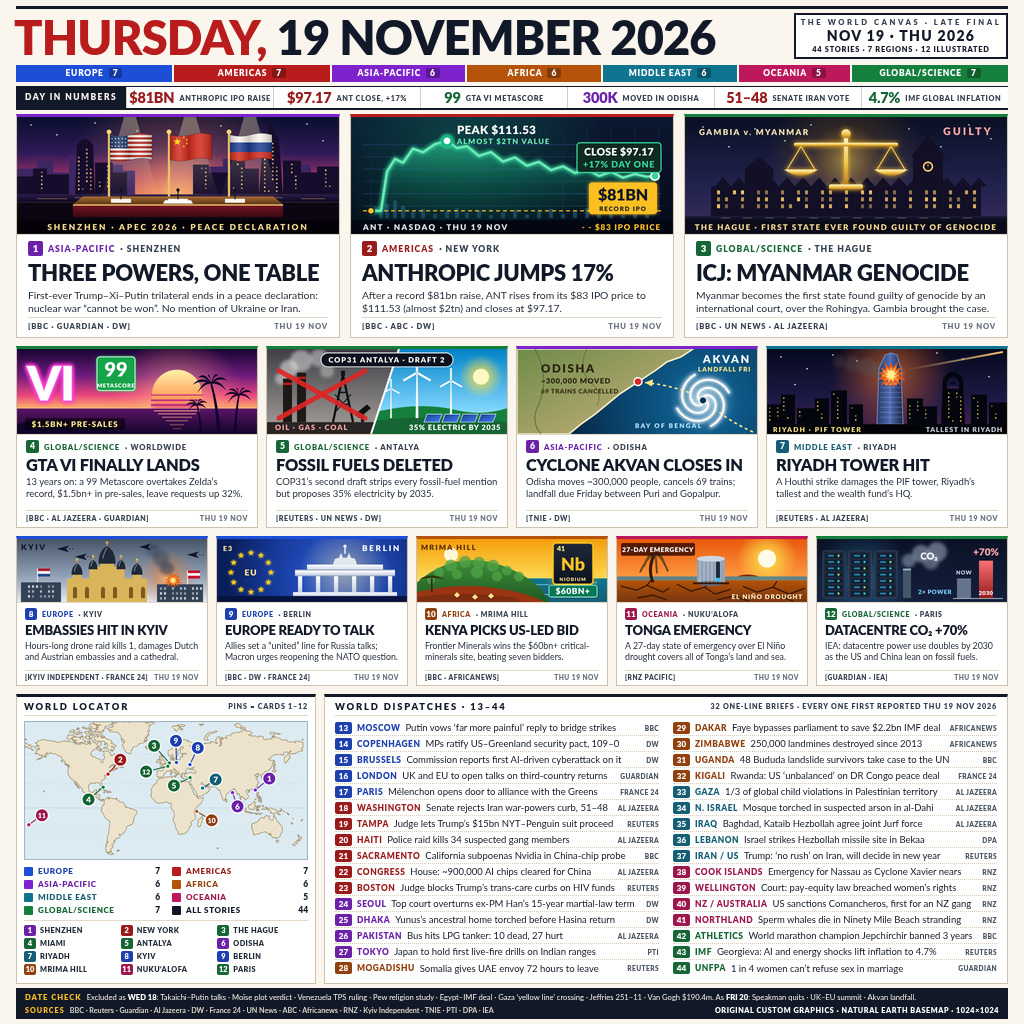 THURSDAY, 19 NOVEMBER 2026
THE WORLD CANVAS · LATE FINAL
NOV 19 · THU 2026
44 STORIES · 7 REGIONS · 12 ILLUSTRATED
EUROPE 7
AMERICAS 7
ASIA-PACIFIC 6
AFRICA 6
MIDDLE EAST 6
OCEANIA 5
GLOBAL/SCIENCE 7
DAY IN NUMBERS
$81BN ANTHROPIC IPO RAISE
$97.17 ANT CLOSE, +17%
99 GTA VI METASCORE
300K MOVED IN ODISHA
51–48 SENATE IRAN VOTE
4.7% IMF GLOBAL INFLATION
SHENZHEN · APEC 2026 · PEACE DECLARATION
1 ASIA-PACIFIC · SHENZHEN
THREE POWERS, ONE TABLE
First-ever Trump–Xi–Putin trilateral ends in a peace declaration:
nuclear war “cannot be won”. No mention of Ukraine or Iran.
[BBC · GUARDIAN · DW] THU 19 NOV
PEAK $111.53
ALMOST $2TN VALUE
CLOSE $97.17
+17% DAY ONE
$81BN
RECORD IPO
ANT · NASDAQ · THU 19 NOV
- - $83 IPO PRICE
2 AMERICAS · NEW YORK
ANTHROPIC JUMPS 17%
After a record $81bn raise, ANT rises from its $83 IPO price to
$111.53 (almost $2tn) and closes at $97.17.
[BBC · ABC · DW] THU 19 NOV
GAMBIA v. MYANMAR
GUILTY
THE HAGUE · FIRST STATE EVER FOUND GUILTY OF GENOCIDE
3 GLOBAL/SCIENCE · THE HAGUE
ICJ: MYANMAR GENOCIDE
Myanmar becomes the first state found guilty of genocide by an
international court, over the Rohingya. Gambia brought the case.
[BBC · UN NEWS · AL JAZEERA] THU 19 NOV
VI
99
METASCORE
$1.5BN+ PRE-SALES
4 GLOBAL/SCIENCE · WORLDWIDE
GTA VI FINALLY LANDS
13 years on: a 99 Metascore overtakes Zelda’s
record, $1.5bn+ in pre-sales, leave requests up 32%.
[BBC · AL JAZEERA · GUARDIAN] THU 19 NOV
COP31 ANTALYA · DRAFT 2
OIL · GAS · COAL
35% ELECTRIC BY 2035
5 GLOBAL/SCIENCE · ANTALYA
FOSSIL FUELS DELETED
COP31’s second draft strips every fossil-fuel mention
but proposes 35% electricity by 2035.
[REUTERS · UN NEWS · DW] THU 19 NOV
ODISHA
~300,000 MOVED
69 TRAINS CANCELLED
AKVAN
LANDFALL FRI
BAY OF BENGAL
6 ASIA-PACIFIC · ODISHA
CYCLONE AKVAN CLOSES IN
Odisha moves ~300,000 people, cancels 69 trains;
landfall due Friday between Puri and Gopalpur.
[TNIE · DW] THU 19 NOV
RIYADH · PIF TOWER
TALLEST IN RIYADH
7 MIDDLE EAST · RIYADH
RIYADH TOWER HIT
A Houthi strike damages the PIF tower, Riyadh’s
tallest and the wealth fund’s HQ.
[REUTERS · AL JAZEERA] THU 19 NOV
KYIV
8 EUROPE · KYIV
EMBASSIES HIT IN KYIV
Hours-long drone raid kills 1, damages Dutch
and Austrian embassies and a cathedral.
[KYIV INDEPENDENT · FRANCE 24] THU 19 NOV
E3
EU
BERLIN
9 EUROPE · BERLIN
EUROPE READY TO TALK
Allies set a “united” line for Russia talks;
Macron urges reopening the NATO question.
[BBC · DW · FRANCE 24] THU 19 NOV
MRIMA HILL
41
Nb
NIOBIUM
$60BN+
10 AFRICA · MRIMA HILL
KENYA PICKS US-LED BID
Frontier Minerals wins the $60bn+ critical-
minerals site, beating seven bidders.
[BBC · AFRICANEWS] THU 19 NOV
27-DAY EMERGENCY
EL NIÑO DROUGHT
11 OCEANIA · NUKU’ALOFA
TONGA EMERGENCY
A 27-day state of emergency over El Niño
drought covers all of Tonga’s land and sea.
[RNZ PACIFIC] THU 19 NOV
CO₂
+70%
NOW
2× POWER
2030
12 GLOBAL/SCIENCE · PARIS
DATACENTRE CO₂ +70%
IEA: datacentre power use doubles by 2030
as the US and China lean on fossil fuels.
[GUARDIAN · IEA] THU 19 NOV
WORLD LOCATOR
PINS = CARDS 1–12
3
9
8
2
12
5
7
1
4
6
11
10
EUROPE 7
AMERICAS 7
ASIA-PACIFIC 6
AFRICA 6
MIDDLE EAST 6
OCEANIA 5
GLOBAL/SCIENCE 7
ALL STORIES 44
1 SHENZHEN
2 NEW YORK
3 THE HAGUE
4 MIAMI
5 ANTALYA
6 ODISHA
7 RIYADH
8 KYIV
9 BERLIN
10 MRIMA HILL
11 NUKU'ALOFA
12 PARIS
WORLD DISPATCHES · 13–44
32 ONE-LINE BRIEFS · EVERY ONE FIRST REPORTED THU 19 NOV 2026
13 MOSCOW Putin vows ‘far more painful’ reply to bridge strikes BBC
14 COPENHAGEN MPs ratify US–Greenland security pact, 109–0 DW
15 BRUSSELS Commission reports first AI-driven cyberattack on it DW
16 LONDON UK and EU to open talks on third-country returns GUARDIAN
17 PARIS Mélenchon opens door to alliance with the Greens FRANCE 24
18 WASHINGTON Senate rejects Iran war-powers curb, 51–48 AL JAZEERA
19 TAMPA Judge lets Trump’s $15bn NYT–Penguin suit proceed REUTERS
20 HAITI Police raid kills 34 suspected gang members AL JAZEERA
21 SACRAMENTO California subpoenas Nvidia in China-chip probe BBC
22 CONGRESS House: ~900,000 AI chips cleared for China AL JAZEERA
23 BOSTON Judge blocks Trump’s trans-care curbs on HIV funds REUTERS
24 SEOUL Top court overturns ex-PM Han’s 15-year martial-law term DW
25 DHAKA Yunus’s ancestral home torched before Hasina return DW
26 PAKISTAN Bus hits LPG tanker: 10 dead, 27 hurt AL JAZEERA
27 TOKYO Japan to hold first live-fire drills on Indian ranges PTI
28 MOGADISHU Somalia gives UAE envoy 72 hours to leave REUTERS
29 DAKAR Faye bypasses parliament to save $2.2bn IMF deal AFRICANEWS
30 ZIMBABWE 250,000 landmines destroyed since 2013 AFRICANEWS
31 UGANDA 48 Bududa landslide survivors take case to the UN BBC
32 KIGALI Rwanda: US ‘unbalanced’ on DR Congo peace deal FRANCE 24
33 GAZA 1/3 of global child violations in Palestinian territory AL JAZEERA
34 N. ISRAEL Mosque torched in suspected arson in al-Dahi AL JAZEERA
35 IRAQ Baghdad, Kataib Hezbollah agree joint Jurf force AL JAZEERA
36 LEBANON Israel strikes Hezbollah missile site in Bekaa DPA
37 IRAN / US Trump: ‘no rush’ on Iran, will decide in new year REUTERS
38 COOK ISLANDS Emergency for Nassau as Cyclone Xavier nears RNZ
39 WELLINGTON Court: pay-equity law breached women’s rights RNZ
40 NZ / AUSTRALIA US sanctions Comancheros, first for an NZ gang RNZ
41 NORTHLAND Sperm whales die in Ninety Mile Beach stranding RNZ
42 ATHLETICS World marathon champion Jepchirchir banned 3 years BBC
43 IMF Georgieva: AI and energy shocks lift inflation to 4.7% REUTERS
44 UNFPA 1 in 4 women can’t refuse sex in marriage GUARDIAN
DATE CHECK Excluded as WED 18: Takaichi–Putin talks · Moïse plot verdict · Venezuela TPS ruling · Pew religion study · Egypt–IMF deal · Gaza ‘yellow line’ crossing · Jeffries 251–11 · Van Gogh $190.4m. As FRI 20: Speakman quits · UK–EU summit · Akvan landfall.
SOURCES BBC · Reuters · Guardian · Al Jazeera · DW · France 24 · UN News · ABC · Africanews · RNZ · Kyiv Independent · TNIE · PTI · DPA · IEA
ORIGINAL CUSTOM GRAPHICS · NATURAL EARTH BASEMAP · 1024×1024